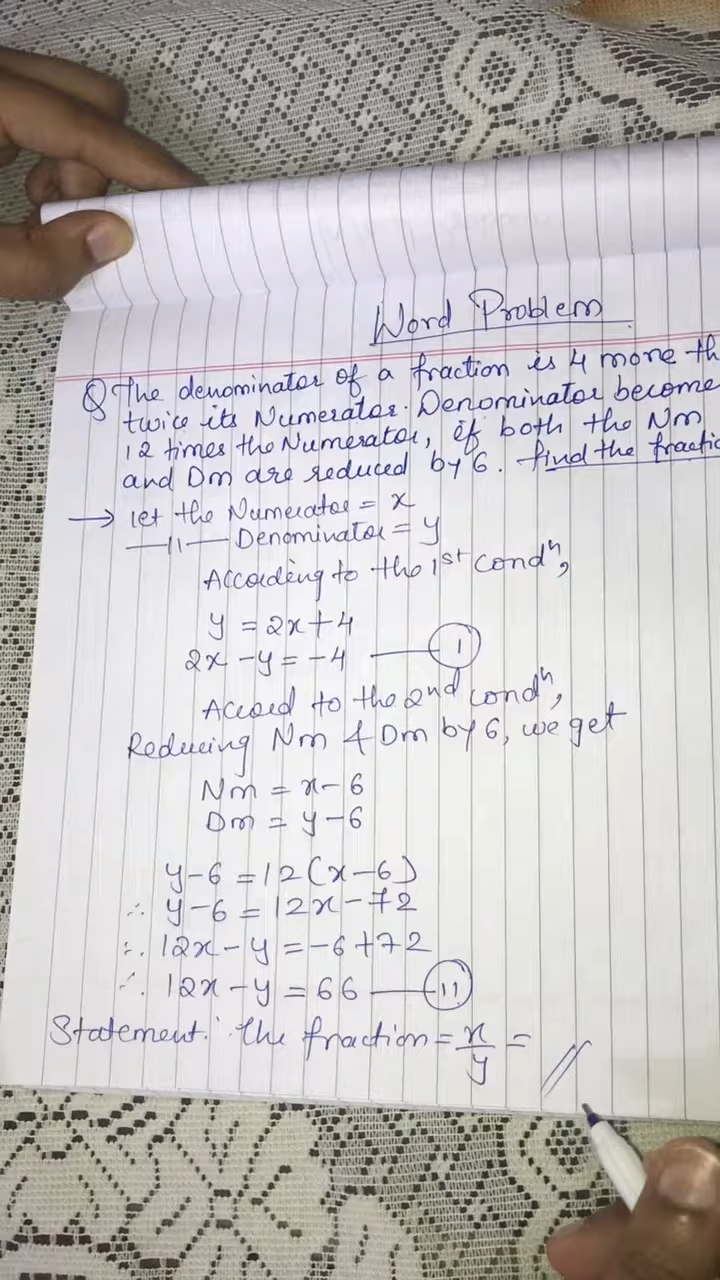 Word Problem
Q The denominator of a fraction is 4 more th
twice its Numerator. Denominator become
12 times the Numerator, if both the Nm
and Dm are reduced by 6. find the fractio
→ let the Numerator = x
—11— Denominator = y
According to the 1st condn,
y = 2x+4
2x - y = -4 — 1
Accord to the 2nd condn,
Reducing Nm & Dm by 6, we get
Nm = x-6
Dm = y-6
y-6 = 12(x-6)
∴ y-6 = 12x-72
∴ 12x-y = -6+72
∴ 12x-y = 66 — 11
Statement: The fraction = x/y = //